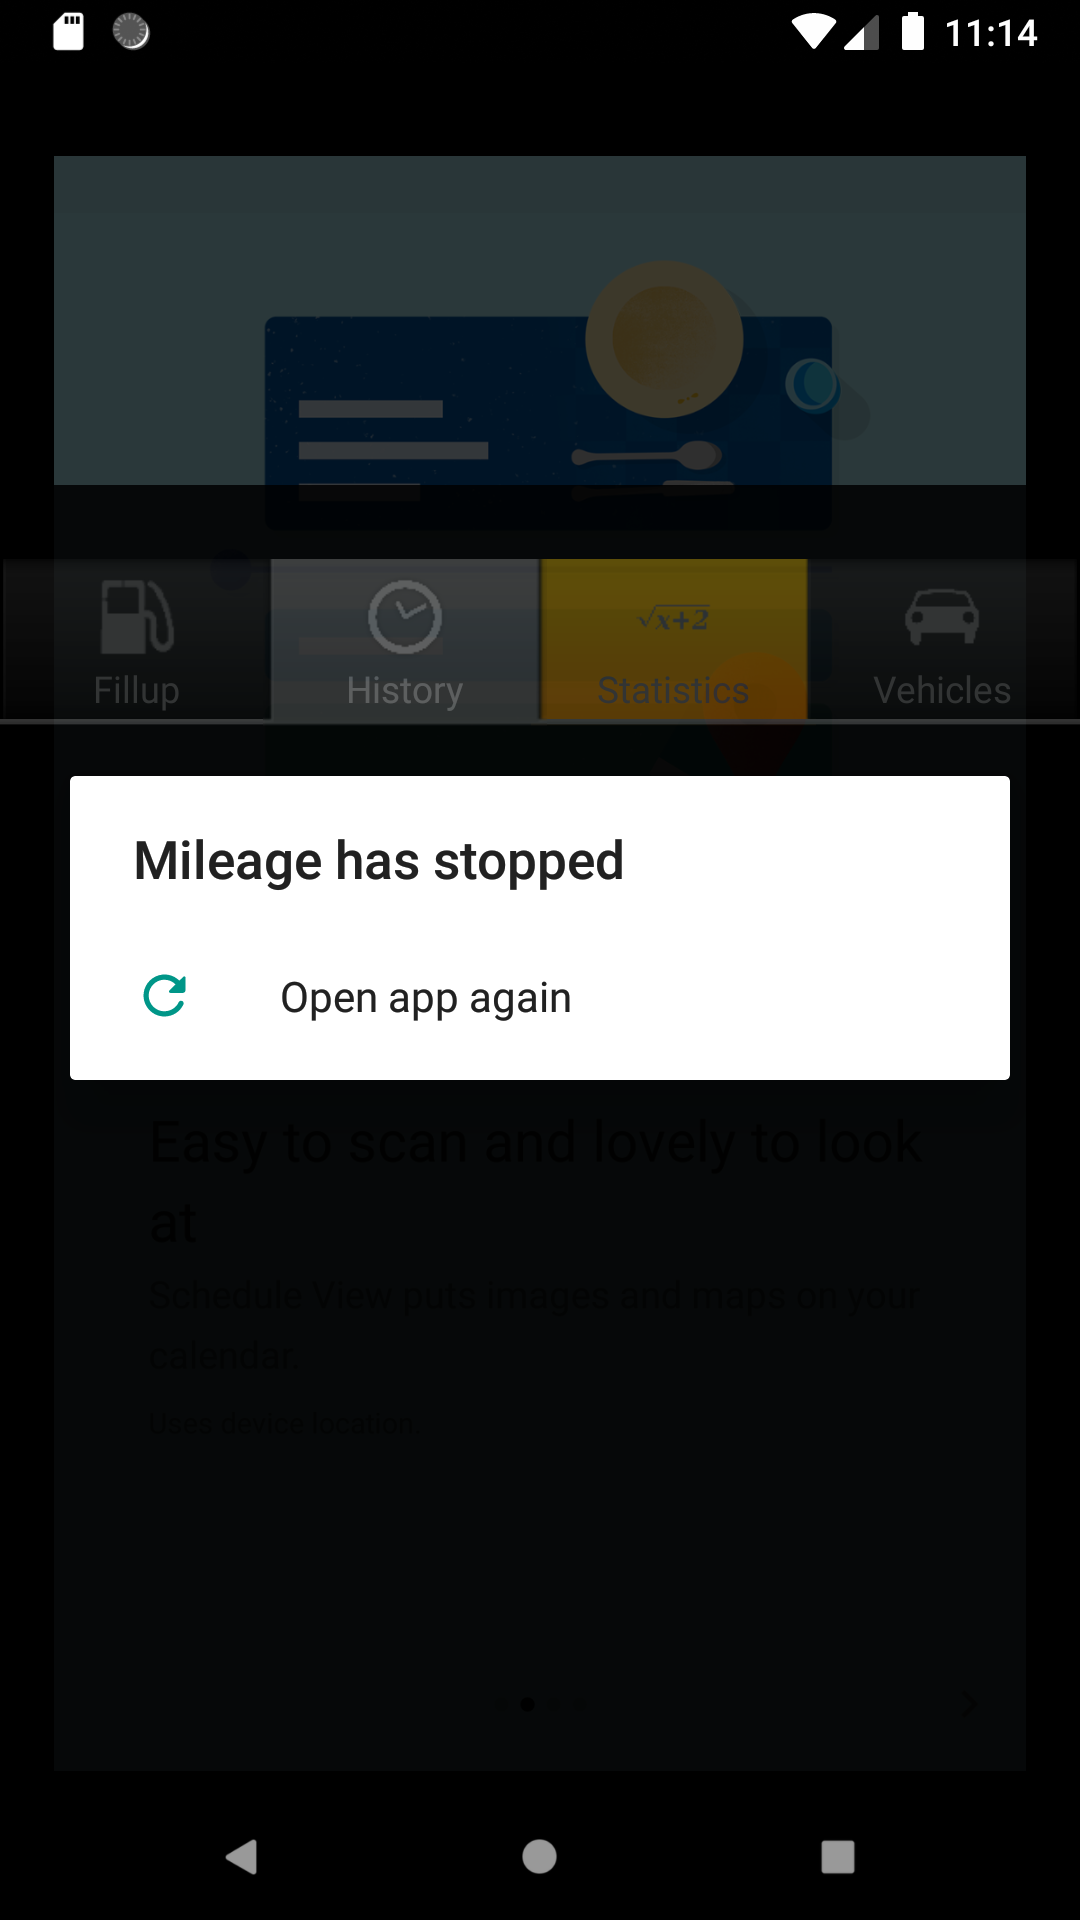 11:14
Fillup
History
√x+2
Statistics
Vehicles
Mileage has stopped
Open app again
Easy to scan and lovely to look
at
Schedule View puts images and maps on your
calendar.
Uses device location.